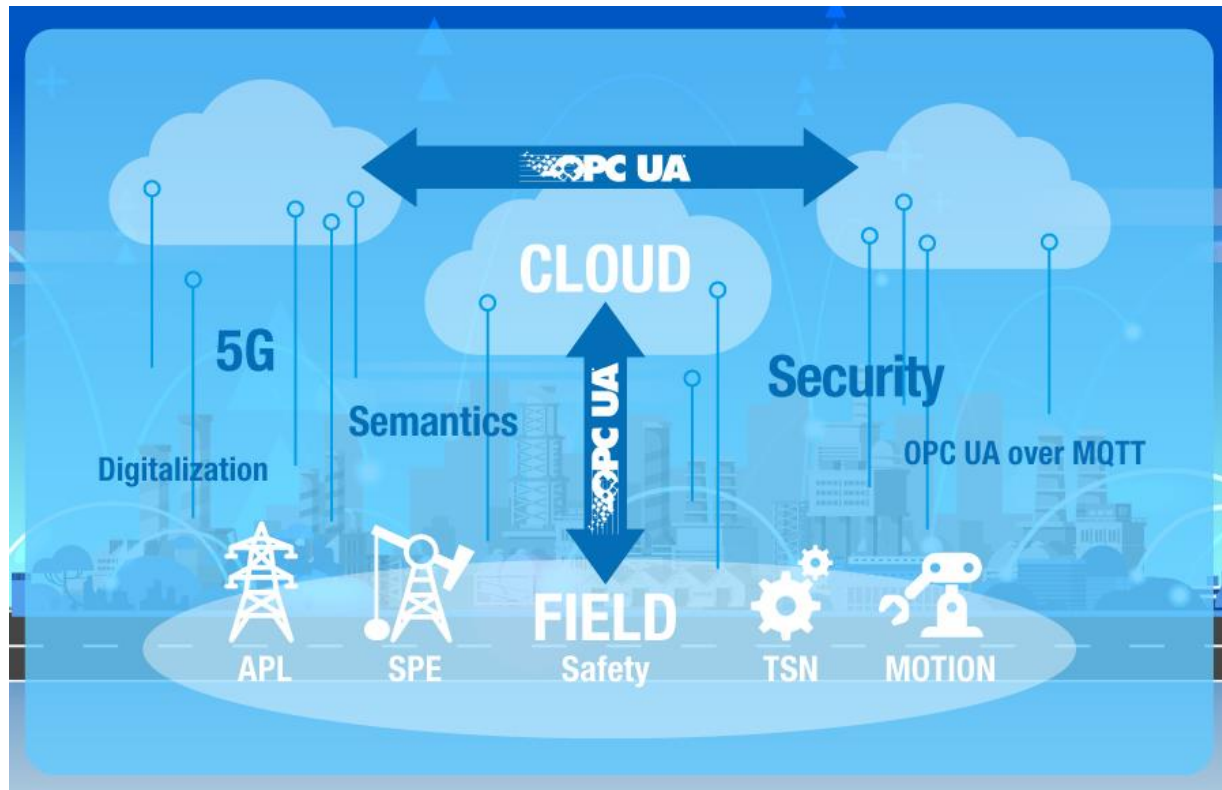 OPC UA
CLOUD
5G
Security
OPC UA
Semantics
OPC UA over MQTT
Digitalization
FIELD
APL
SPE
Safety
TSN
MOTION